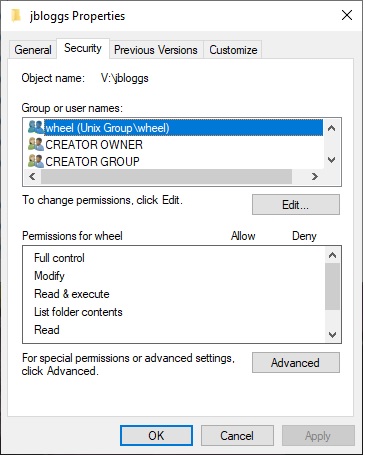 jbloggs Properties
General Security Previous Versions Customize
Object name: V:\jbloggs
Group or user names:
wheel (Unix Group\wheel)
CREATOR OWNER
CREATOR GROUP
To change permissions, click Edit.
Edit...
Permissions for wheel Allow Deny
Full control
Modify
Read & execute
List folder contents
Read
For special permissions or advanced settings,
click Advanced.
Advanced
OK Cancel Apply